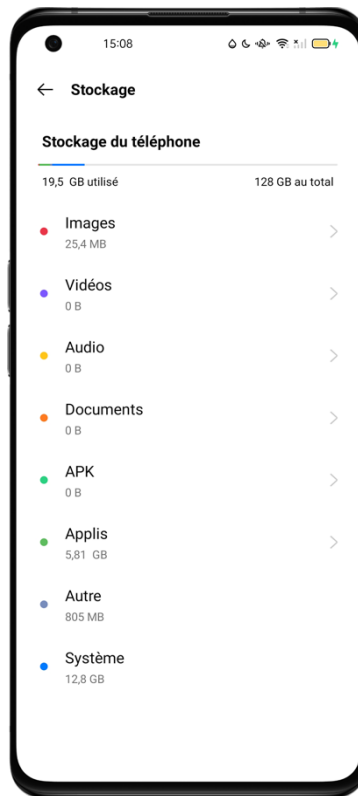 15:08
Stockage
Stockage du téléphone
19,5 GB utilisé
128 GB au total
Images
25,4 MB
Vidéos
0 B
Audio
0 B
Documents
0 B
APK
0 B
Applis
5,81 GB
Autre
805 MB
Système
12,8 GB